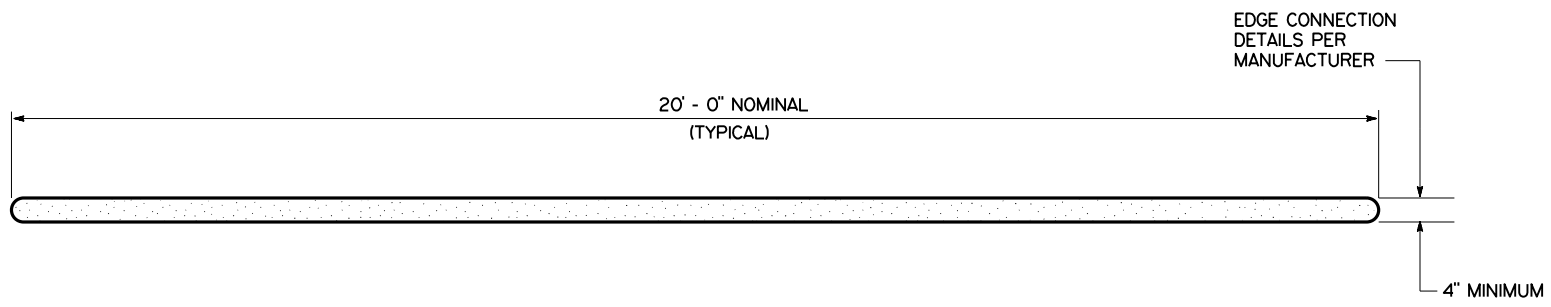 EDGE CONNECTION
DETAILS PER
MANUFACTURER
20' - 0" NOMINAL
(TYPICAL)
4" MINIMUM